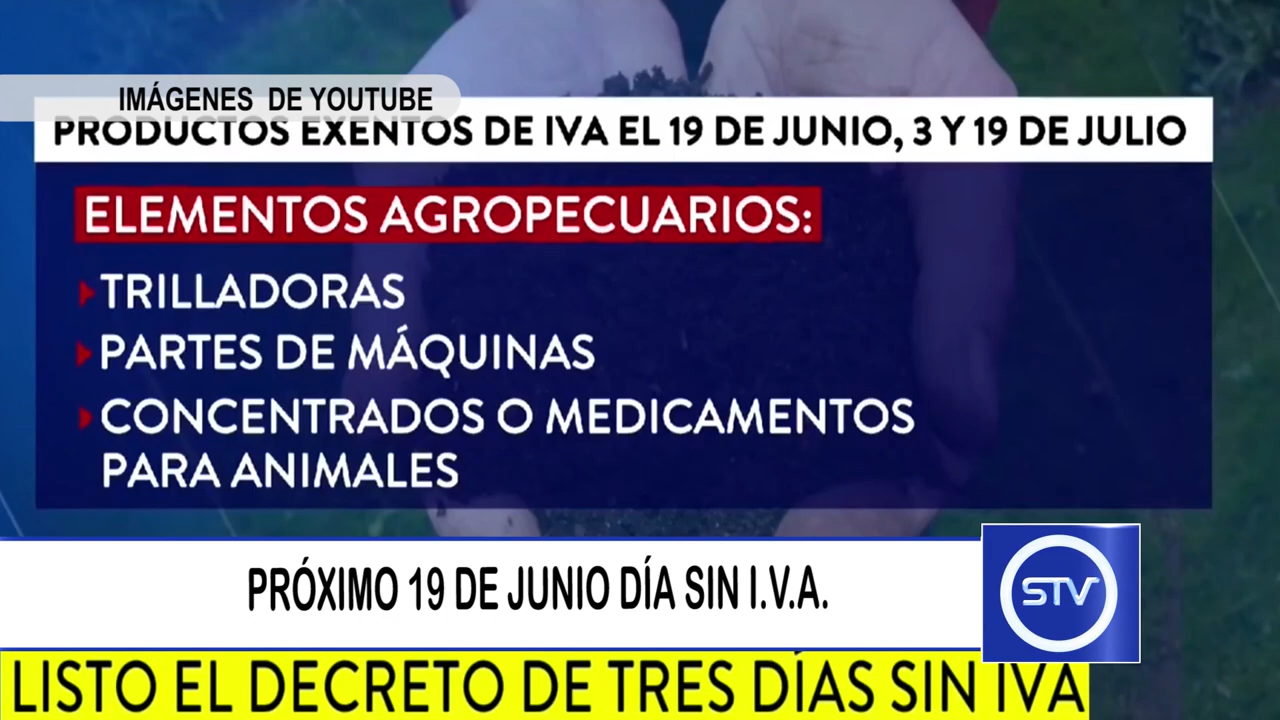 IMÁGENES DE YOUTUBE
PRODUCTOS EXENTOS DE IVA EL 19 DE JUNIO, 3 Y 19 DE JULIO
ELEMENTOS AGROPECUARIOS:
TRILLADORAS
PARTES DE MÁQUINAS
CONCENTRADOS O MEDICAMENTOS
PARA ANIMALES
PRÓXIMO 19 DE JUNIO DÍA SIN I.V.A.
STV
LISTO EL DECRETO DE TRES DÍAS SIN IVA